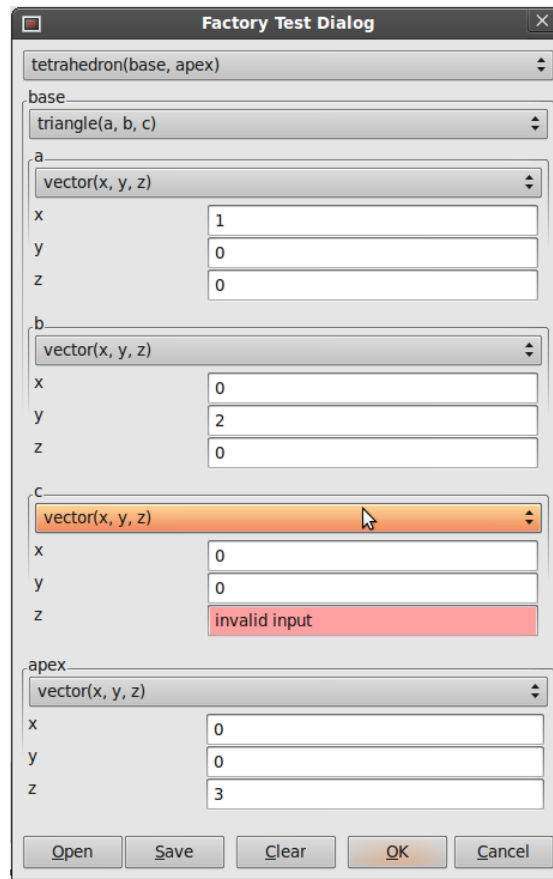 Factory Test Dialog
tetrahedron(base, apex)
base
triangle(a, b, c)
a
vector(x, y, z)
x 1
y 0
z 0
b
vector(x, y, z)
x 0
y 2
z 0
c
vector(x, y, z)
x 0
y 0
z invalid input
apex
vector(x, y, z)
x 0
y 0
z 3
Open Save Clear OK Cancel